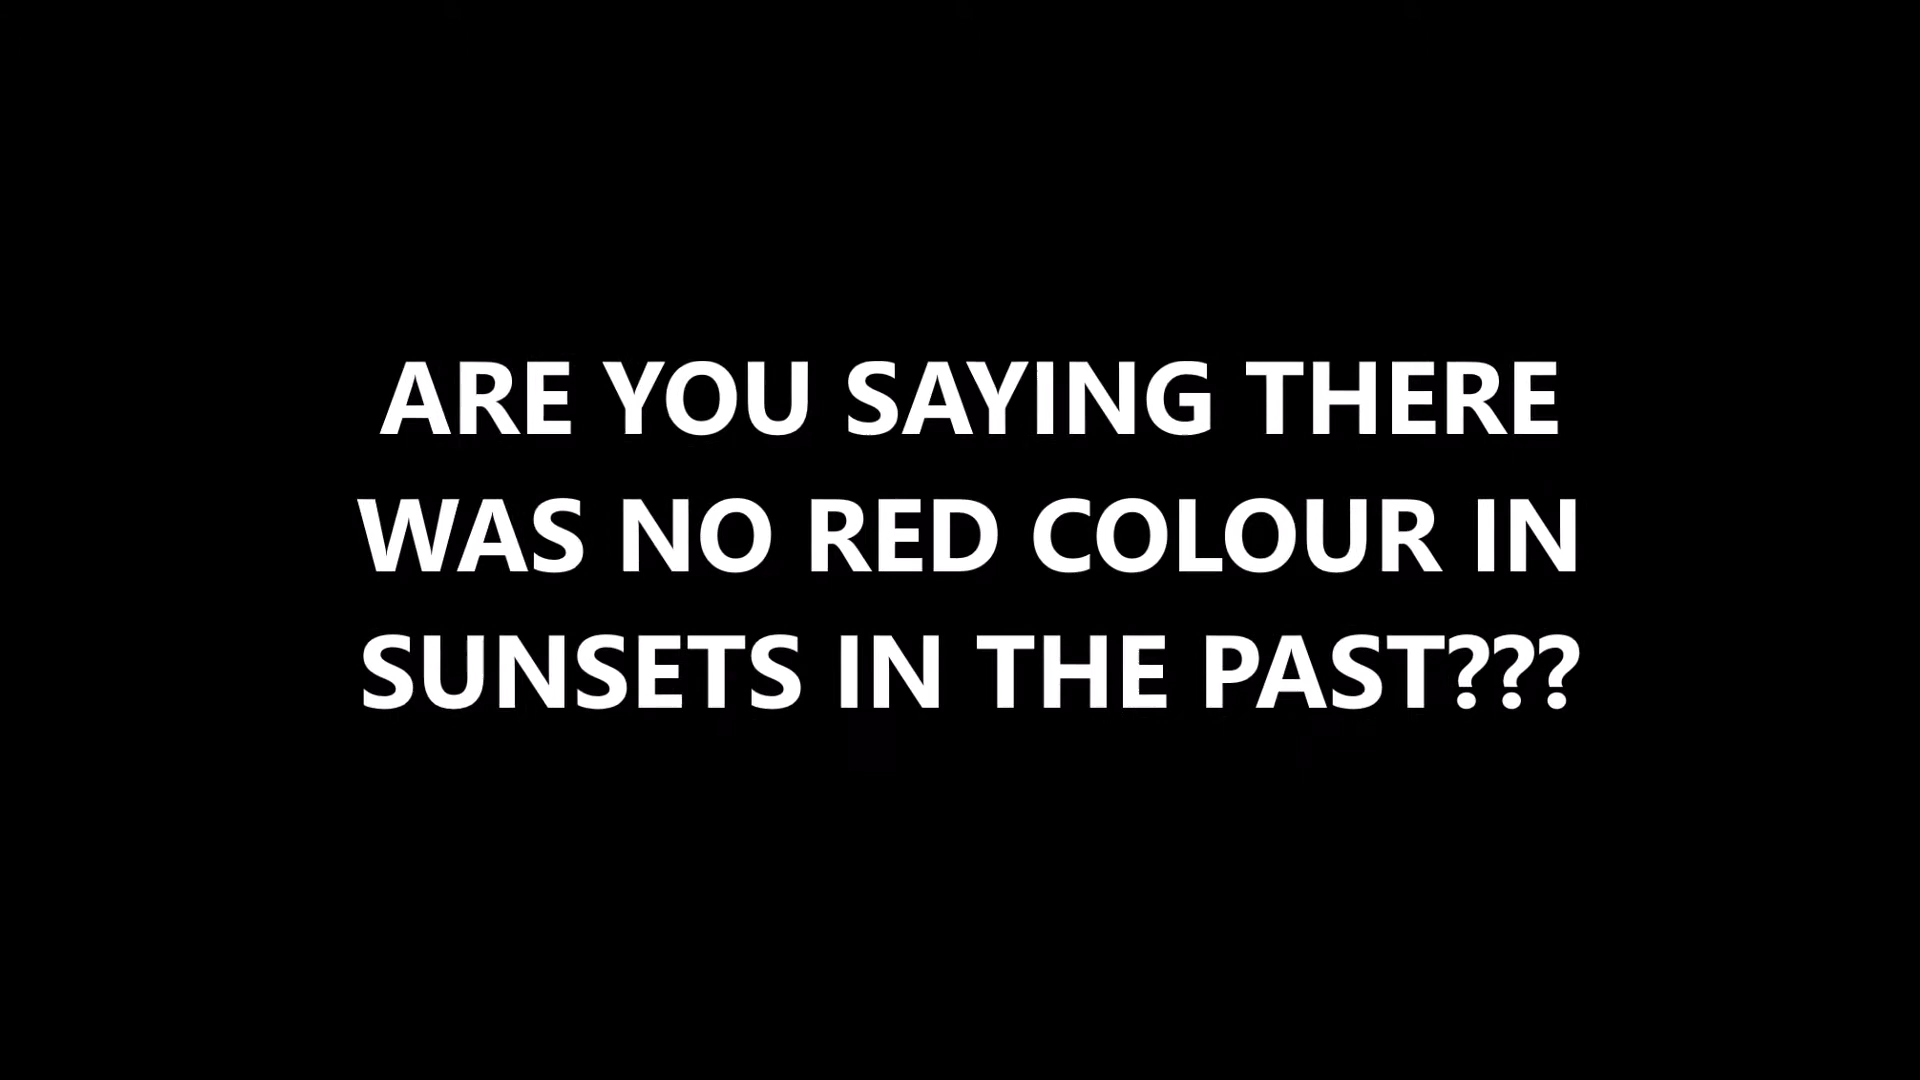 ARE YOU SAYING THERE
WAS NO RED COLOUR IN
SUNSETS IN THE PAST???